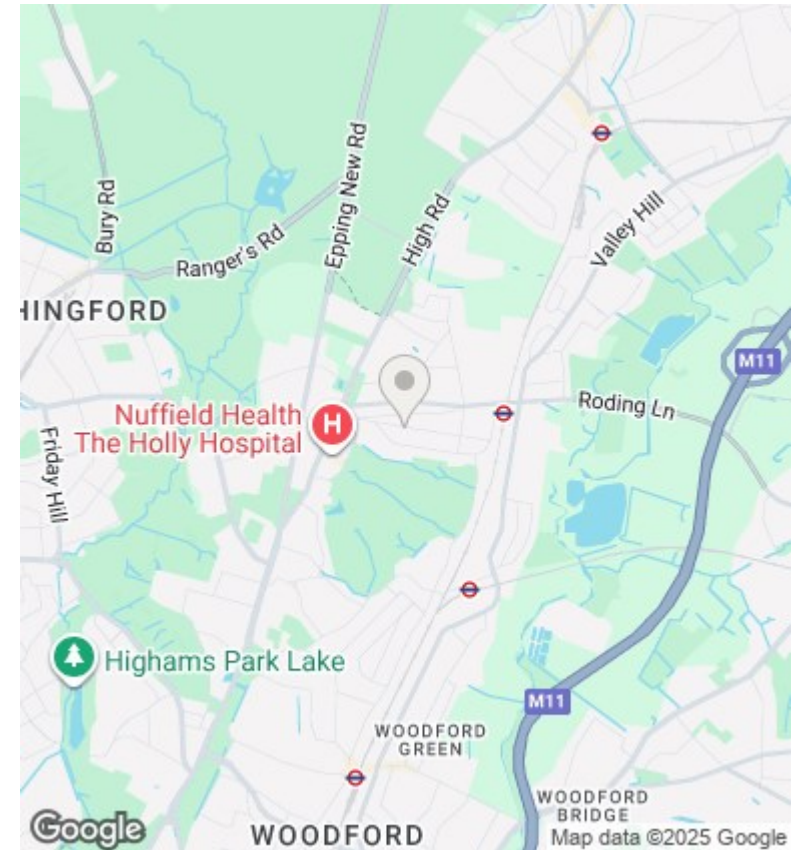 Bury Rd
Ranger's Rd
Epping New Rd
High Rd
Valley Hill
HINGFORD
M11
Nuffield Health
The Holly Hospital
H
Roding Ln
Friday Hill
Highams Park Lake
M11
WOODFORD
GREEN
WOODFORD
BRIDGE
WOODFORD
Google
Map data ©2025 Google